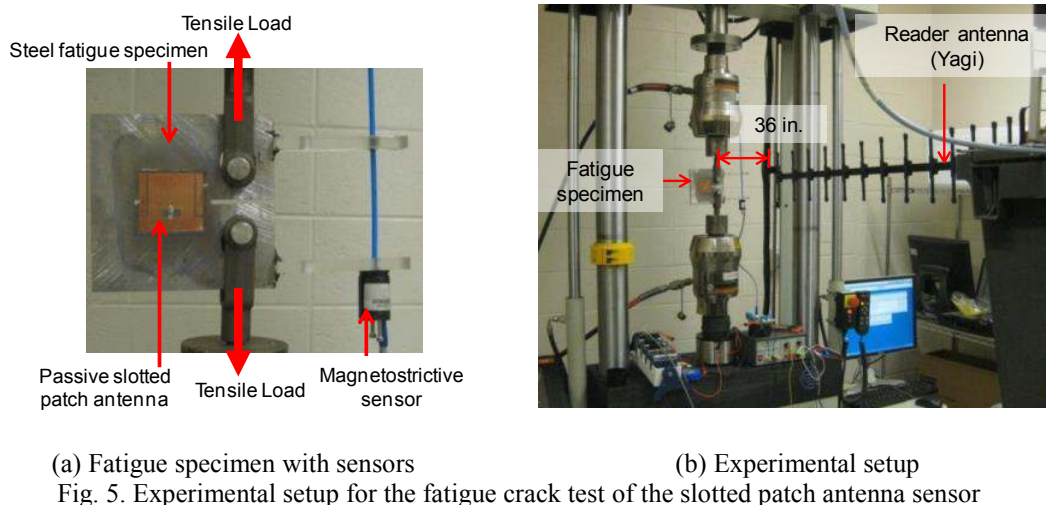 Tensile Load
Steel fatigue specimen
Passive slotted
patch antenna
Tensile Load
Magnetostrictive
sensor
Reader antenna
(Yagi)
36 in.
Fatigue
specimen
(a) Fatigue specimen with sensors
(b) Experimental setup
Fig. 5. Experimental setup for the fatigue crack test of the slotted patch antenna sensor